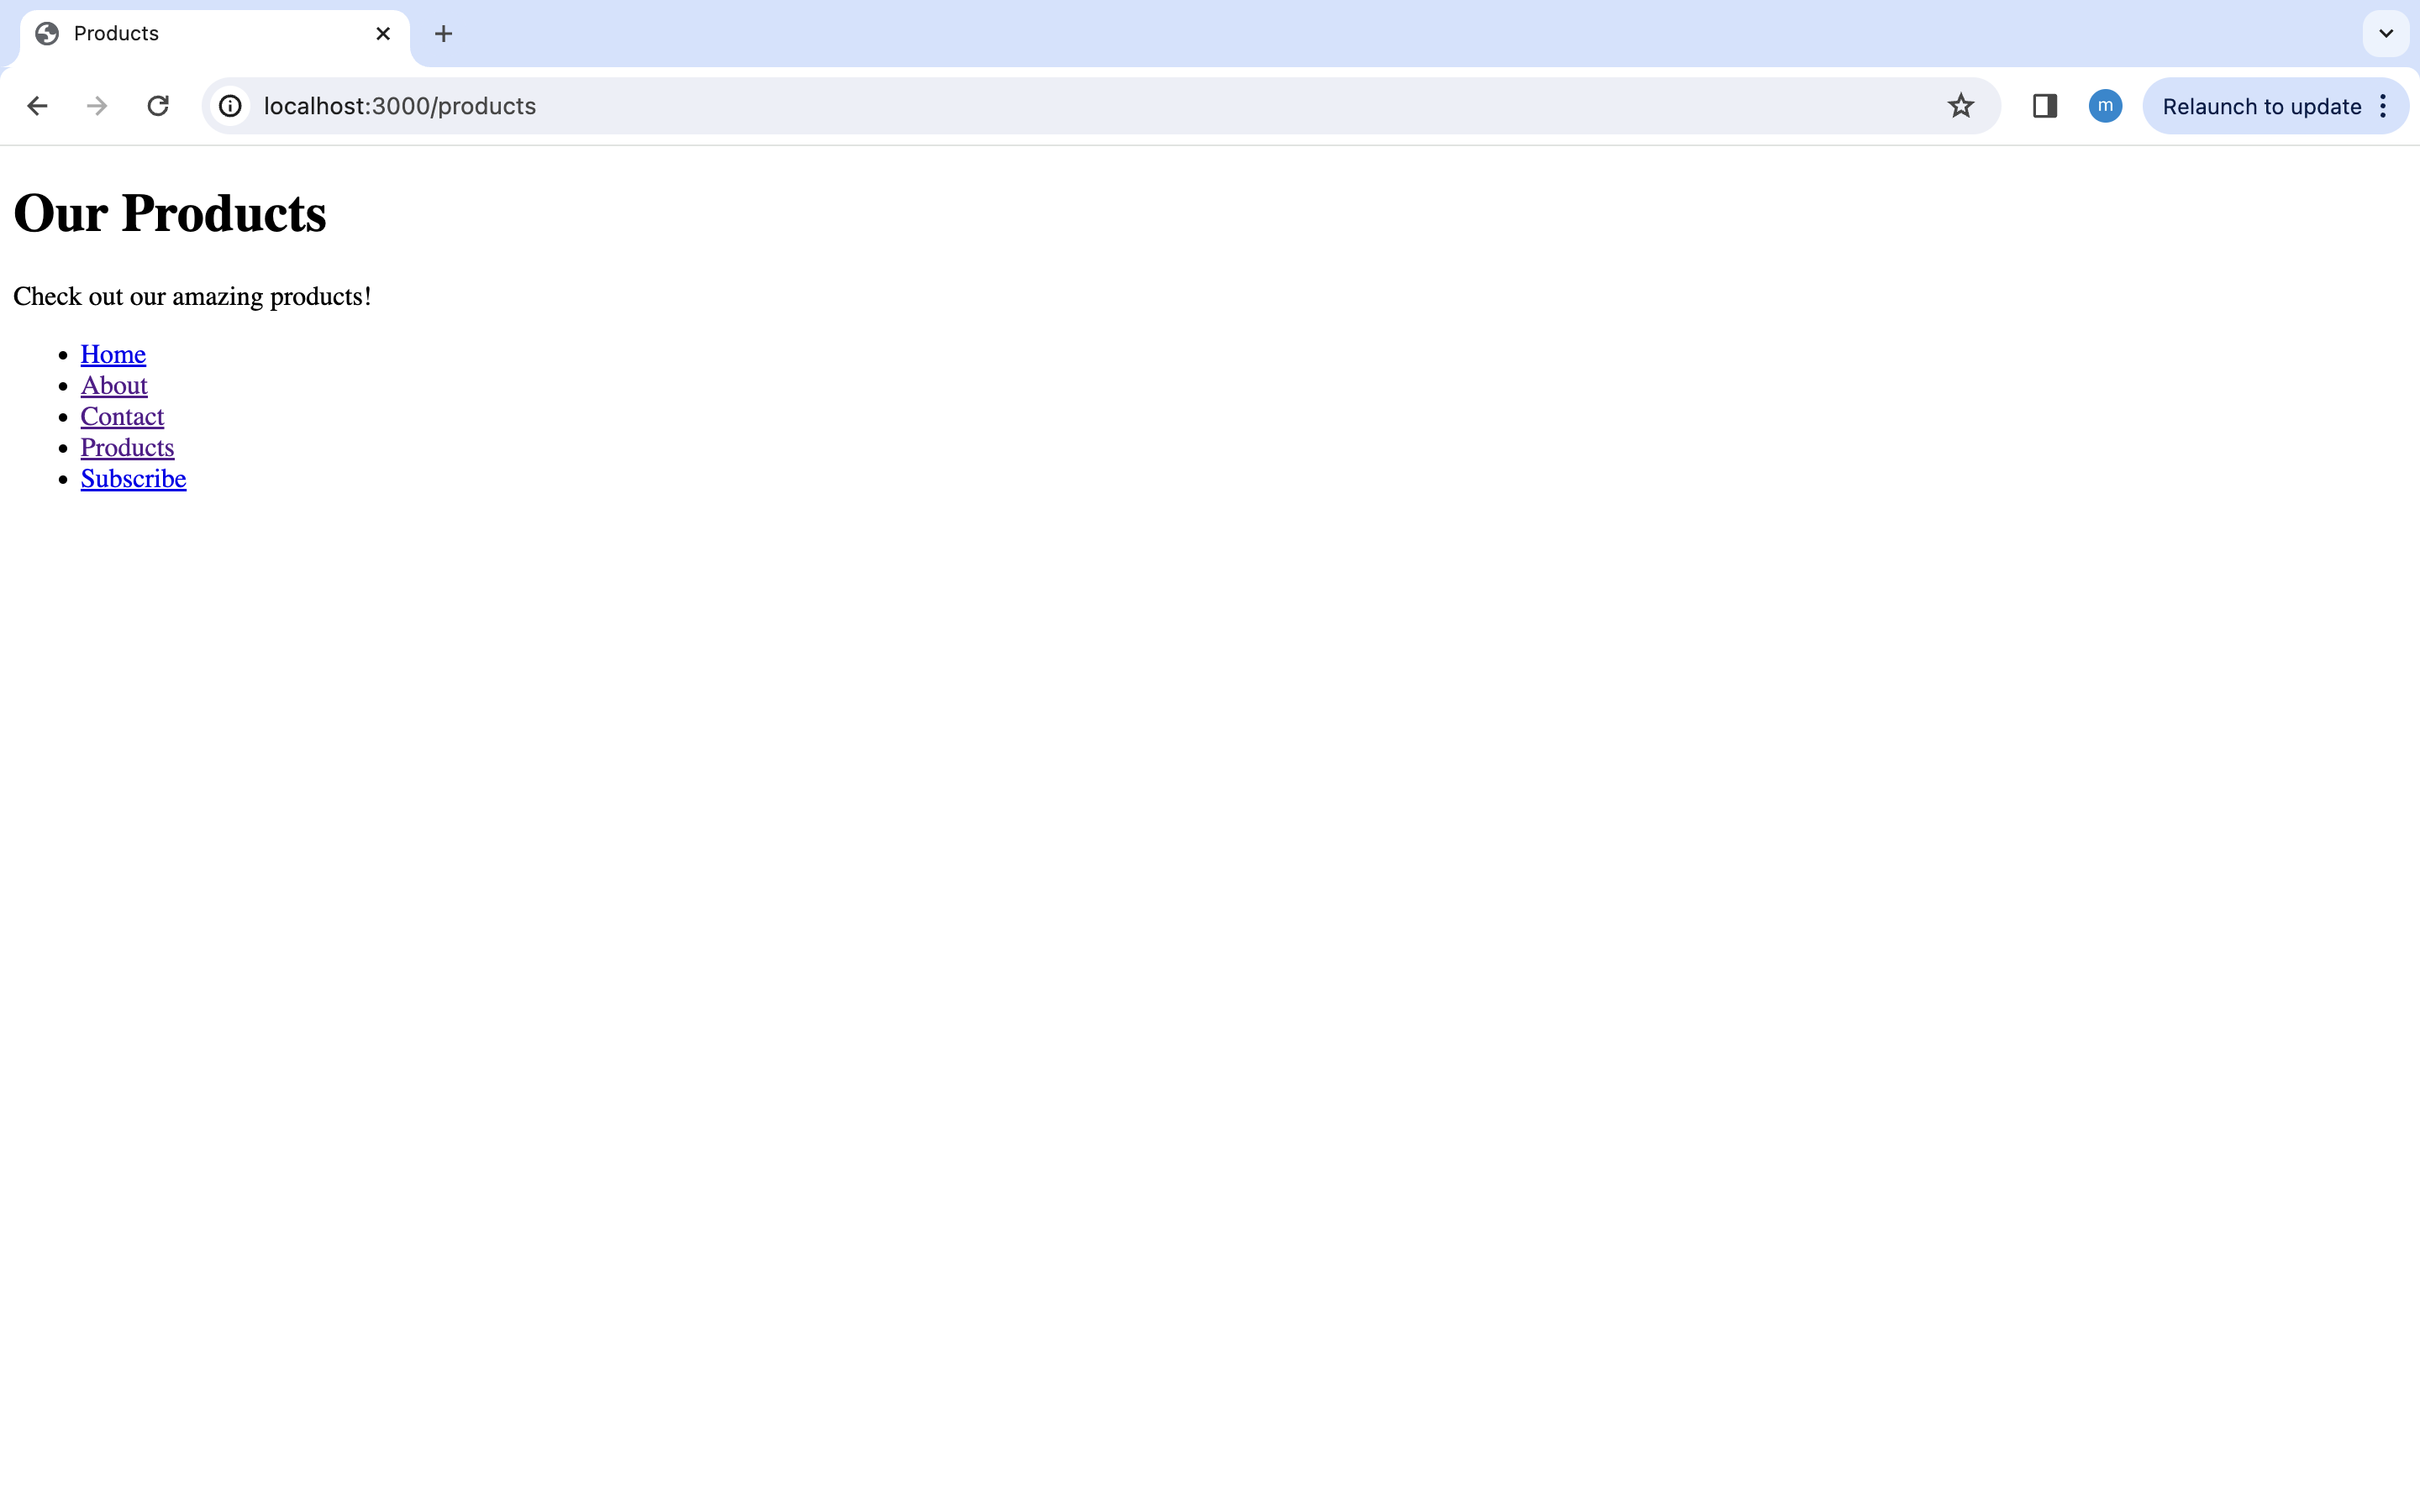 Products
localhost:3000/products
m
Relaunch to update
Our Products
Check out our amazing products!
Home
About
Contact
Products
Subscribe